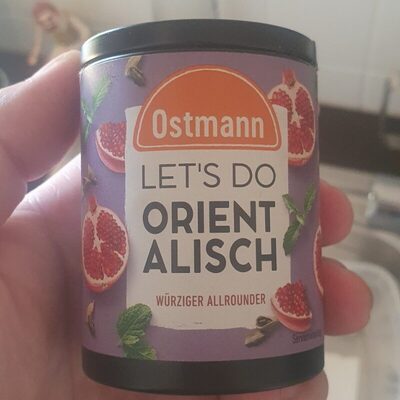 Ostmann
LET'S DO
ORIENT
ALISCH
WÜRZIGER ALLROUNDER